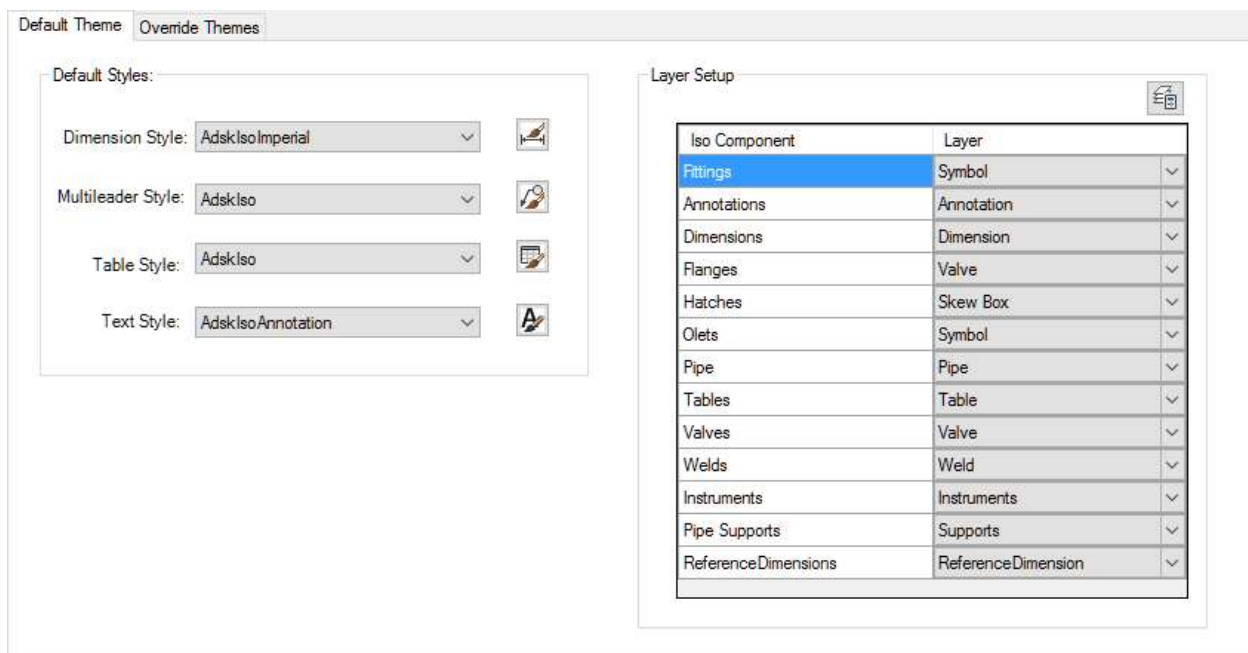 Default Theme Override Themes
Default Styles:
Dimension Style: AdskIsoImperial
Multileader Style: AdskIso
Table Style: AdskIso
Text Style: AdskIsoAnnotation
Layer Setup
Iso Component Layer
Fittings Symbol
Annotations Annotation
Dimensions Dimension
Flanges Valve
Hatches Skew Box
Olets Symbol
Pipe Pipe
Tables Table
Valves Valve
Welds Weld
Instruments Instruments
Pipe Supports Supports
ReferenceDimensions ReferenceDimension